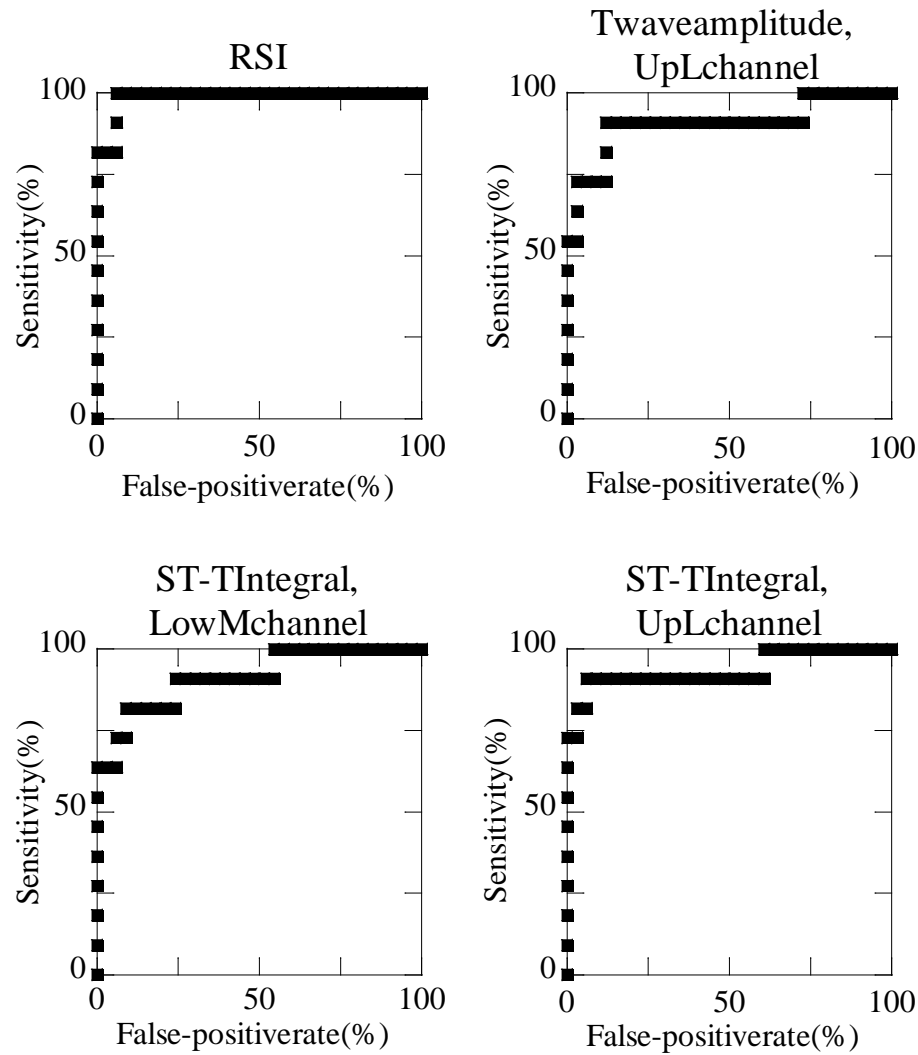 RSI
100
50
0
Sensitivity(%)
0 50 100
False-positiverate(%)
Twaveamplitude,
UpLchannel
100
50
0
Sensitivity(%)
0 50 100
False-positiverate(%)
ST-TIntegral,
LowMchannel
100
50
0
Sensitivity(%)
0 50 100
False-positiverate(%)
ST-TIntegral,
UpLchannel
100
50
0
Sensitivity(%)
0 50 100
False-positiverate(%)